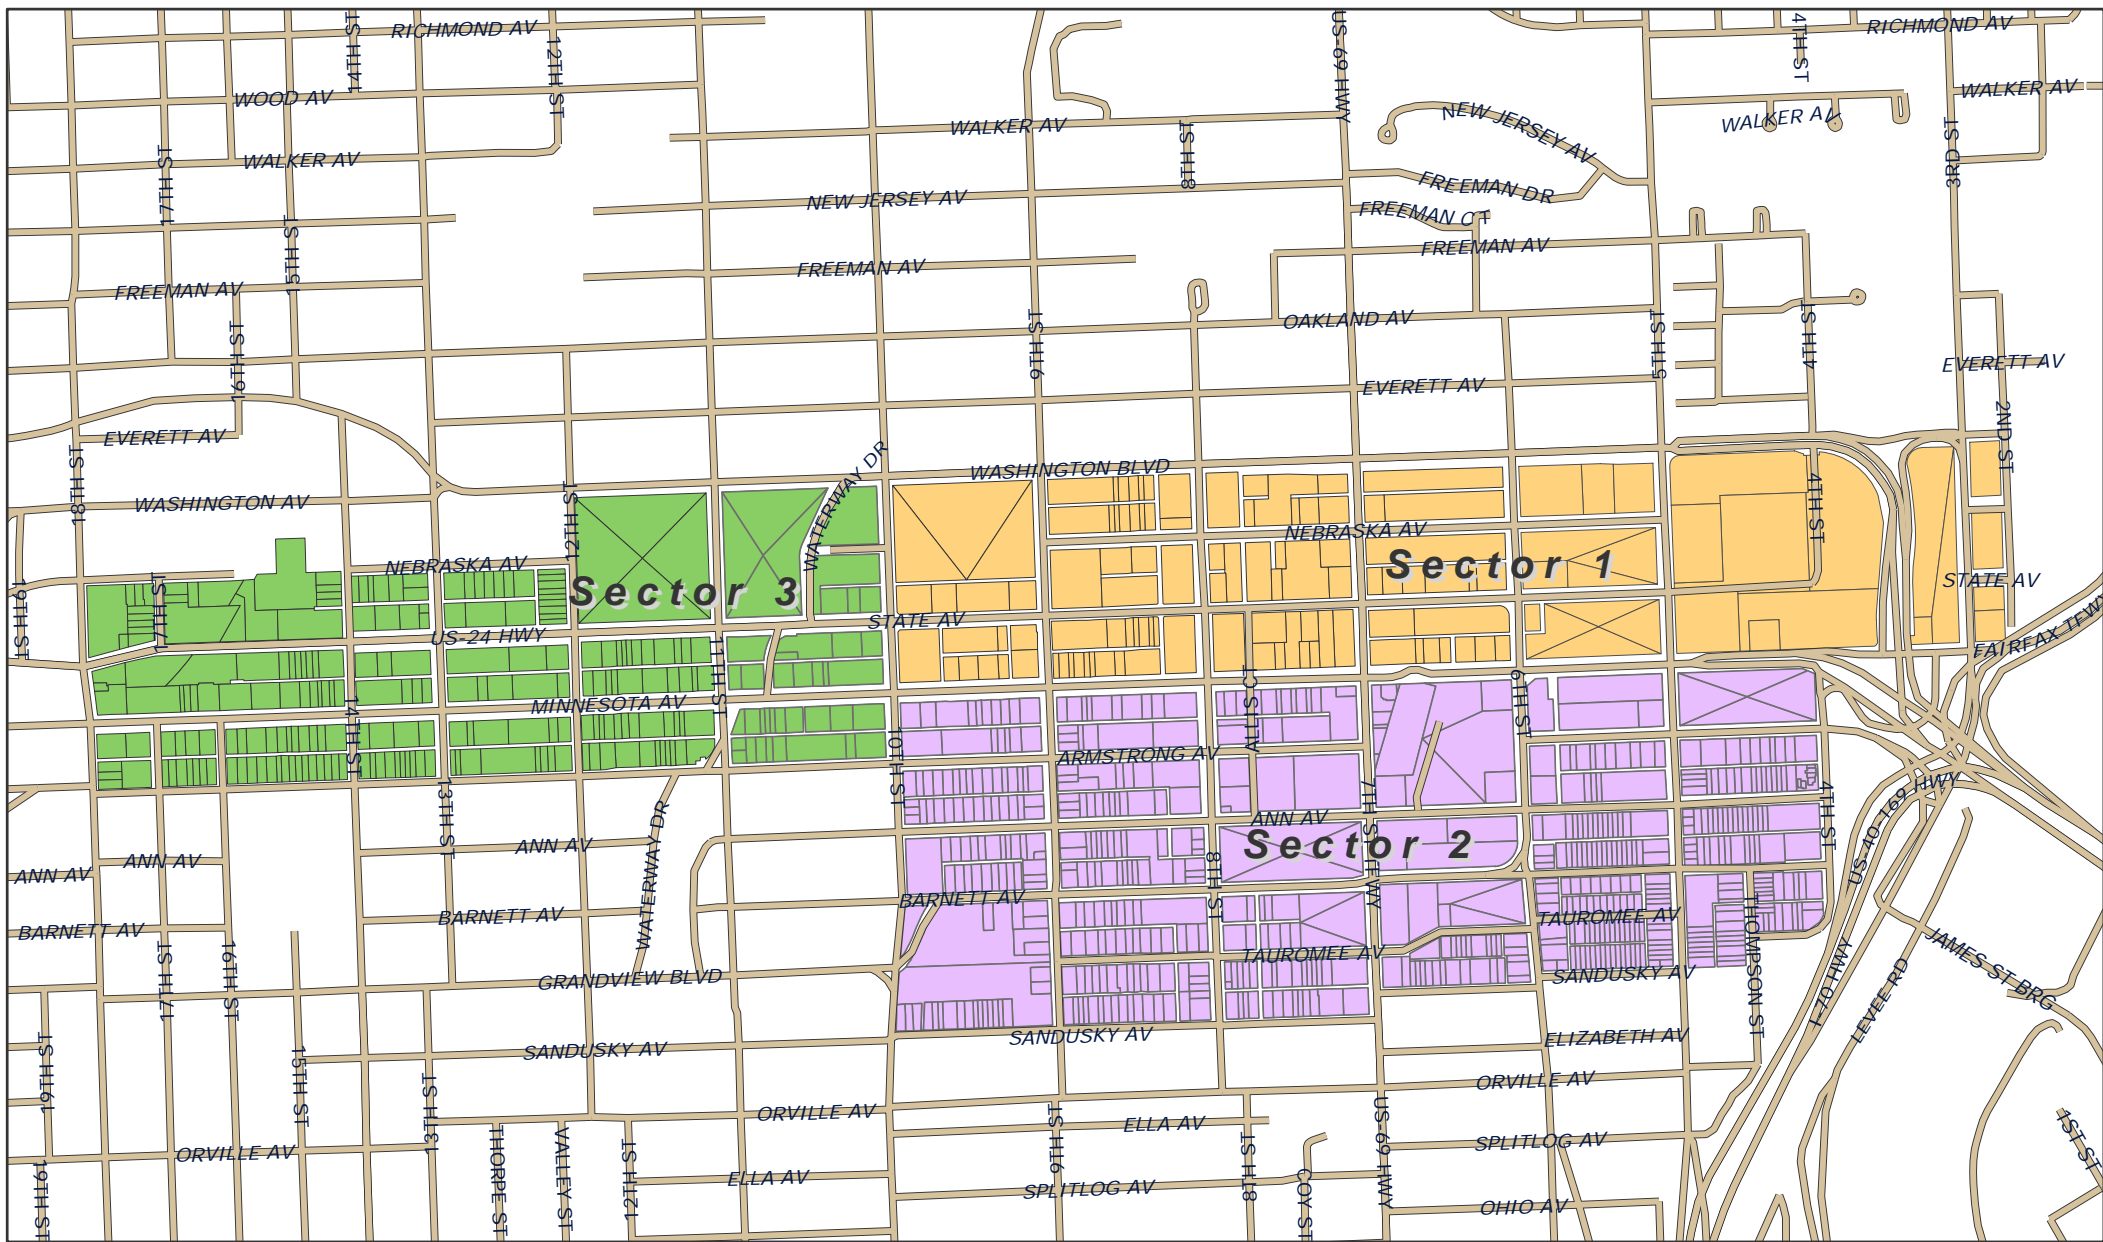 RICHMOND AV
14TH ST
12TH ST
US-69 HWY
4TH ST
RICHMOND AV
WOOD AV
WALKER AV
WALKER AV
NEW JERSEY AV
WALKER AV
8TH ST
3RD ST
17TH ST
WALKER AV
NEW JERSEY AV
FREEMAN DR
FREEMAN CT
15TH ST
FREEMAN AV
FREEMAN AV
FREEMAN AV
OAKLAND AV
16TH ST
9TH ST
5TH ST
4TH ST
EVERETT AV
EVERETT AV
EVERETT AV
2ND ST
18TH ST
WASHINGTON BLVD
WATERWAY DR
WASHINGTON AV
12TH ST
4TH ST
NEBRASKA AV
NEBRASKA AV
Sector 1
Sector 3
STATE AV
19TH ST
17TH ST
US-24 HWY
STATE AV
FAIRFAX TFWY
11TH ST
ALLIS CT
6TH ST
MINNESOTA AV
14TH ST
10TH ST
ARMSTRONG AV
13TH ST
7TH ST TFWY
4TH ST
US-40-169 HWY
ANN AV
Sector 2
WATERWAY DR
ANN AV
ANN AV
ANN AV
8TH ST
BARNETT AV
BARNETT AV
BARNETT AV
TAUROMEE AV
THOMPSON ST
TAUROMEE AV
JAMES ST BRG
17TH ST
16TH ST
GRANDVIEW BLVD
SANDUSKY AV
I-70 HWY
LEVEE RD
SANDUSKY AV
SANDUSKY AV
ELIZABETH AV
19TH ST
15TH ST
13TH ST
ORVILLE AV
ORVILLE AV
9TH ST
ELLA AV
US-69 HWY
SPLITLOG AV
1ST ST
ORVILLE AV
THORPE ST
VALLEY ST
12TH ST
ELLA AV
8TH ST
COY ST
SPLITLOG AV
19TH ST
OHIO AV